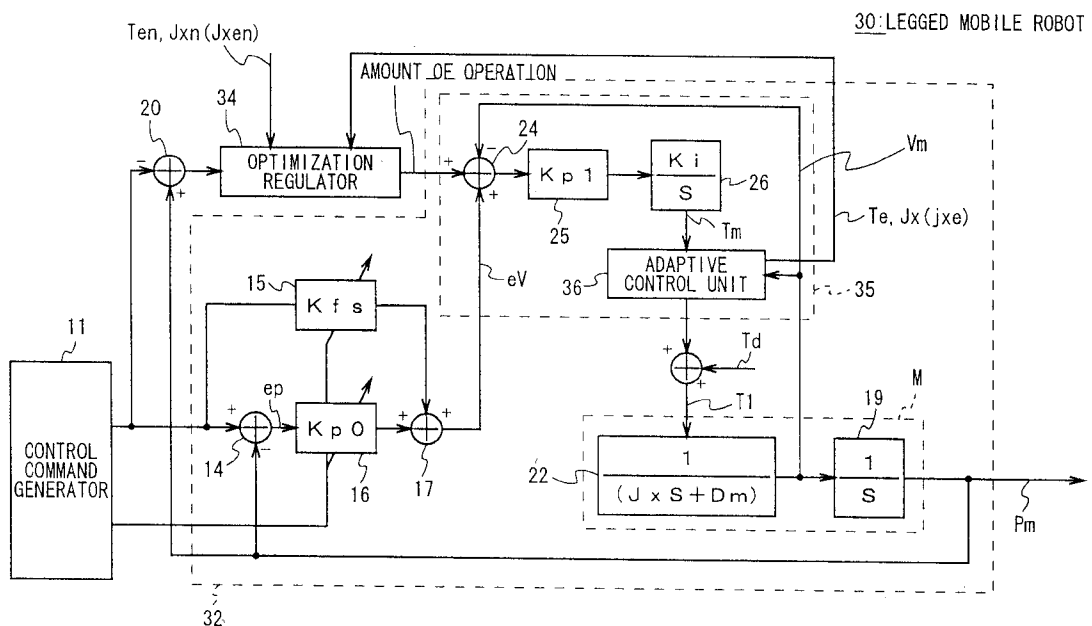 30:LEGGED MOBILE ROBOT
Ten, Jxn(Jxen)
AMOUNT OE OPERATION
34
20
OPTIMIZATION
REGULATOR
24
Kp1
25
Ki
S
26
Vm
Te, Jx(jxe)
Tm
ADAPTIVE
CONTROL UNIT
36
35
eV
15
Kfs
11
CONTROL
COMMAND
GENERATOR
ep
14
Kp0
16
17
Td
T1
M
19
22
1
(JxS+Dm)
1
S
Pm
32
+
-
+
+
-
+
+
-
+
+
+
+
+